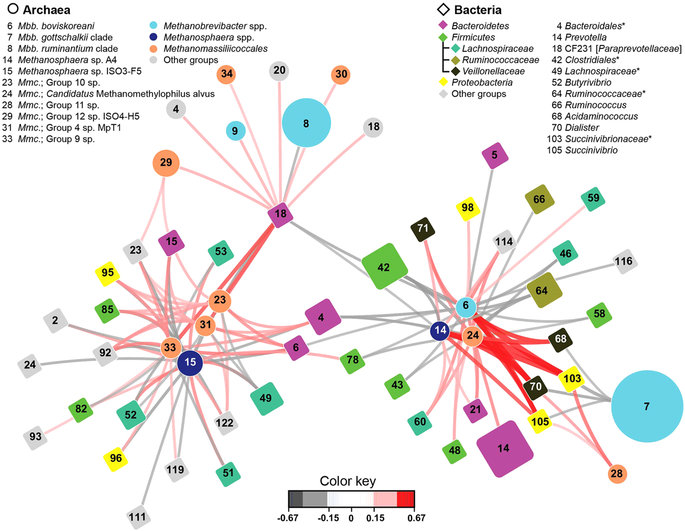 Archaea
6 Mbb. boviskoreani
7 Mbb. gottschalkii clade
8 Mbb. ruminantium clade
14 Methanosphaera sp. A4
15 Methanosphaera sp. ISO3-F5
23 Mmc.; Group 10 sp.
24 Mmc.; Candidatus Methanomethylophilus alvus
28 Mmc.; Group 11 sp.
29 Mmc.; Group 12 sp. ISO4-H5
31 Mmc.; Group 4 sp. MpT1
33 Mmc.; Group 9 sp.
Methanobrevibacter spp.
Methanosphaera spp.
Methanomassiliicoccales
Other groups
Bacteria
Bacteroidetes
Firmicutes
Lachnospiraceae
Ruminococcaceae
Veillonellaceae
Proteobacteria
Other groups
4 Bacteroidales*
14 Prevotella
18 CF231 [Paraprevotellaceae]
42 Clostridiales*
49 Lachnospiraceae*
52 Butyrivibrio
64 Ruminococcaceae*
66 Ruminococcus
68 Acidaminococcus
70 Dialister
103 Succinivibrionaceae*
105 Succinivibrio
34
20
30
4
9
8
18
29
18
5
66
59
98
71
114
46
116
23
15
53
95
42
64
85
23
6
58
2
31
4
14
24
68
92
33
6
15
78
24
43
70
103
49
7
82
52
122
60
21
105
93
96
119
51
48
14
28
111
Color key
-0.67 -0.15 0.15 0.67